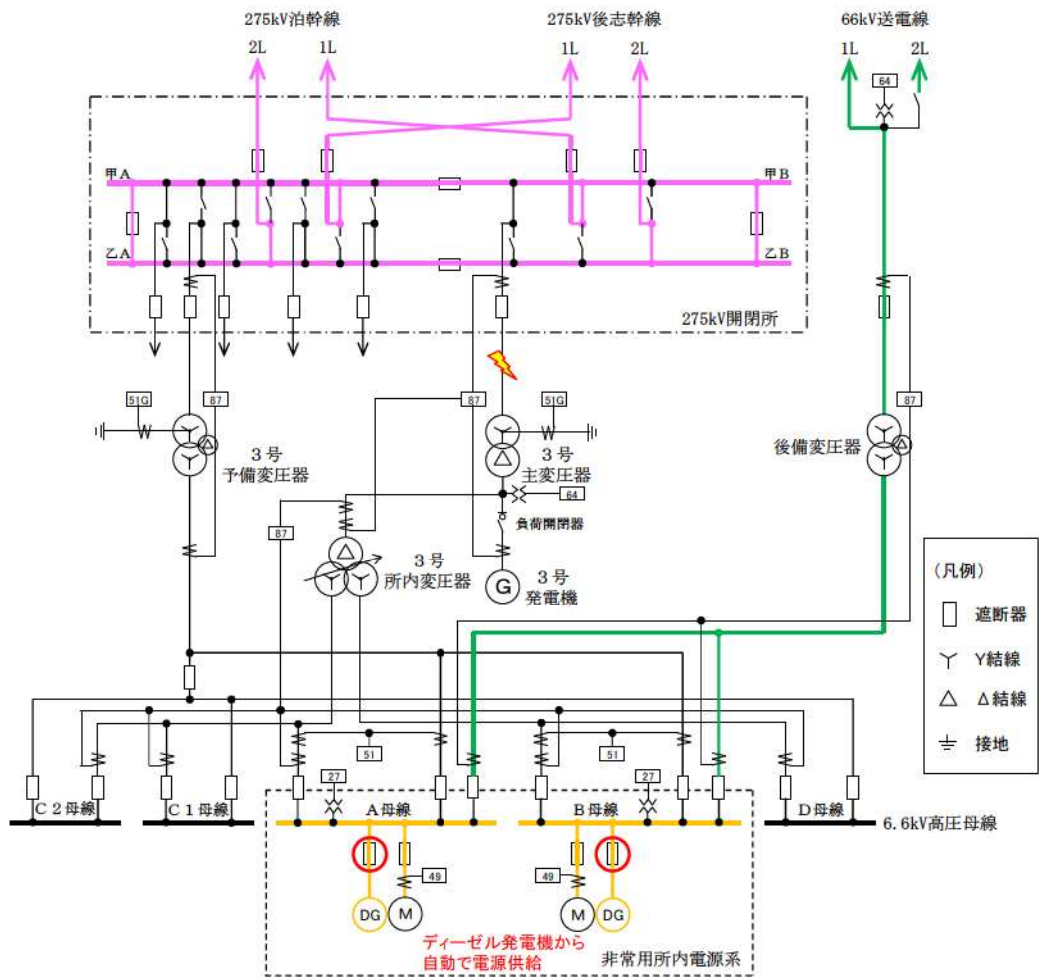 275kV泊幹線
275kV後志幹線
66kV送電線
2L
1L
1L
2L
1L
2L
64
甲A
甲B
乙A
乙B
275kV開閉所
51G
87
87
51G
87
3号
予備変圧器
3号
主変圧器
後備変圧器
64
87
負荷開閉器
3号
所内変圧器
G
3号
発電機
(凡例)
遮断器
Y結線
Δ結線
接地
51
51
27
27
C2母線
C1母線
A母線
B母線
D母線
6.6kV高圧母線
49
49
DG
M
M
DG
ディーゼル発電機から
自動で電源供給
非常用所内電源系